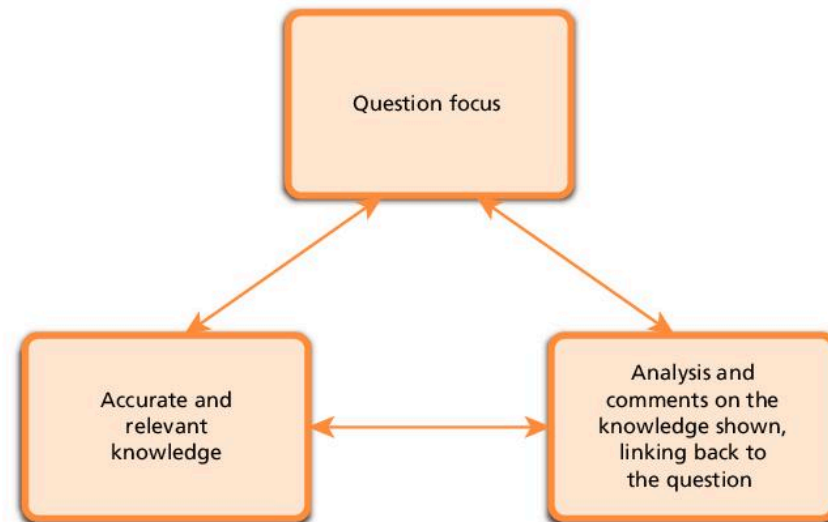 Question focus
Accurate and
relevant
knowledge
Analysis and
comments on the
knowledge shown,
linking back to
the question